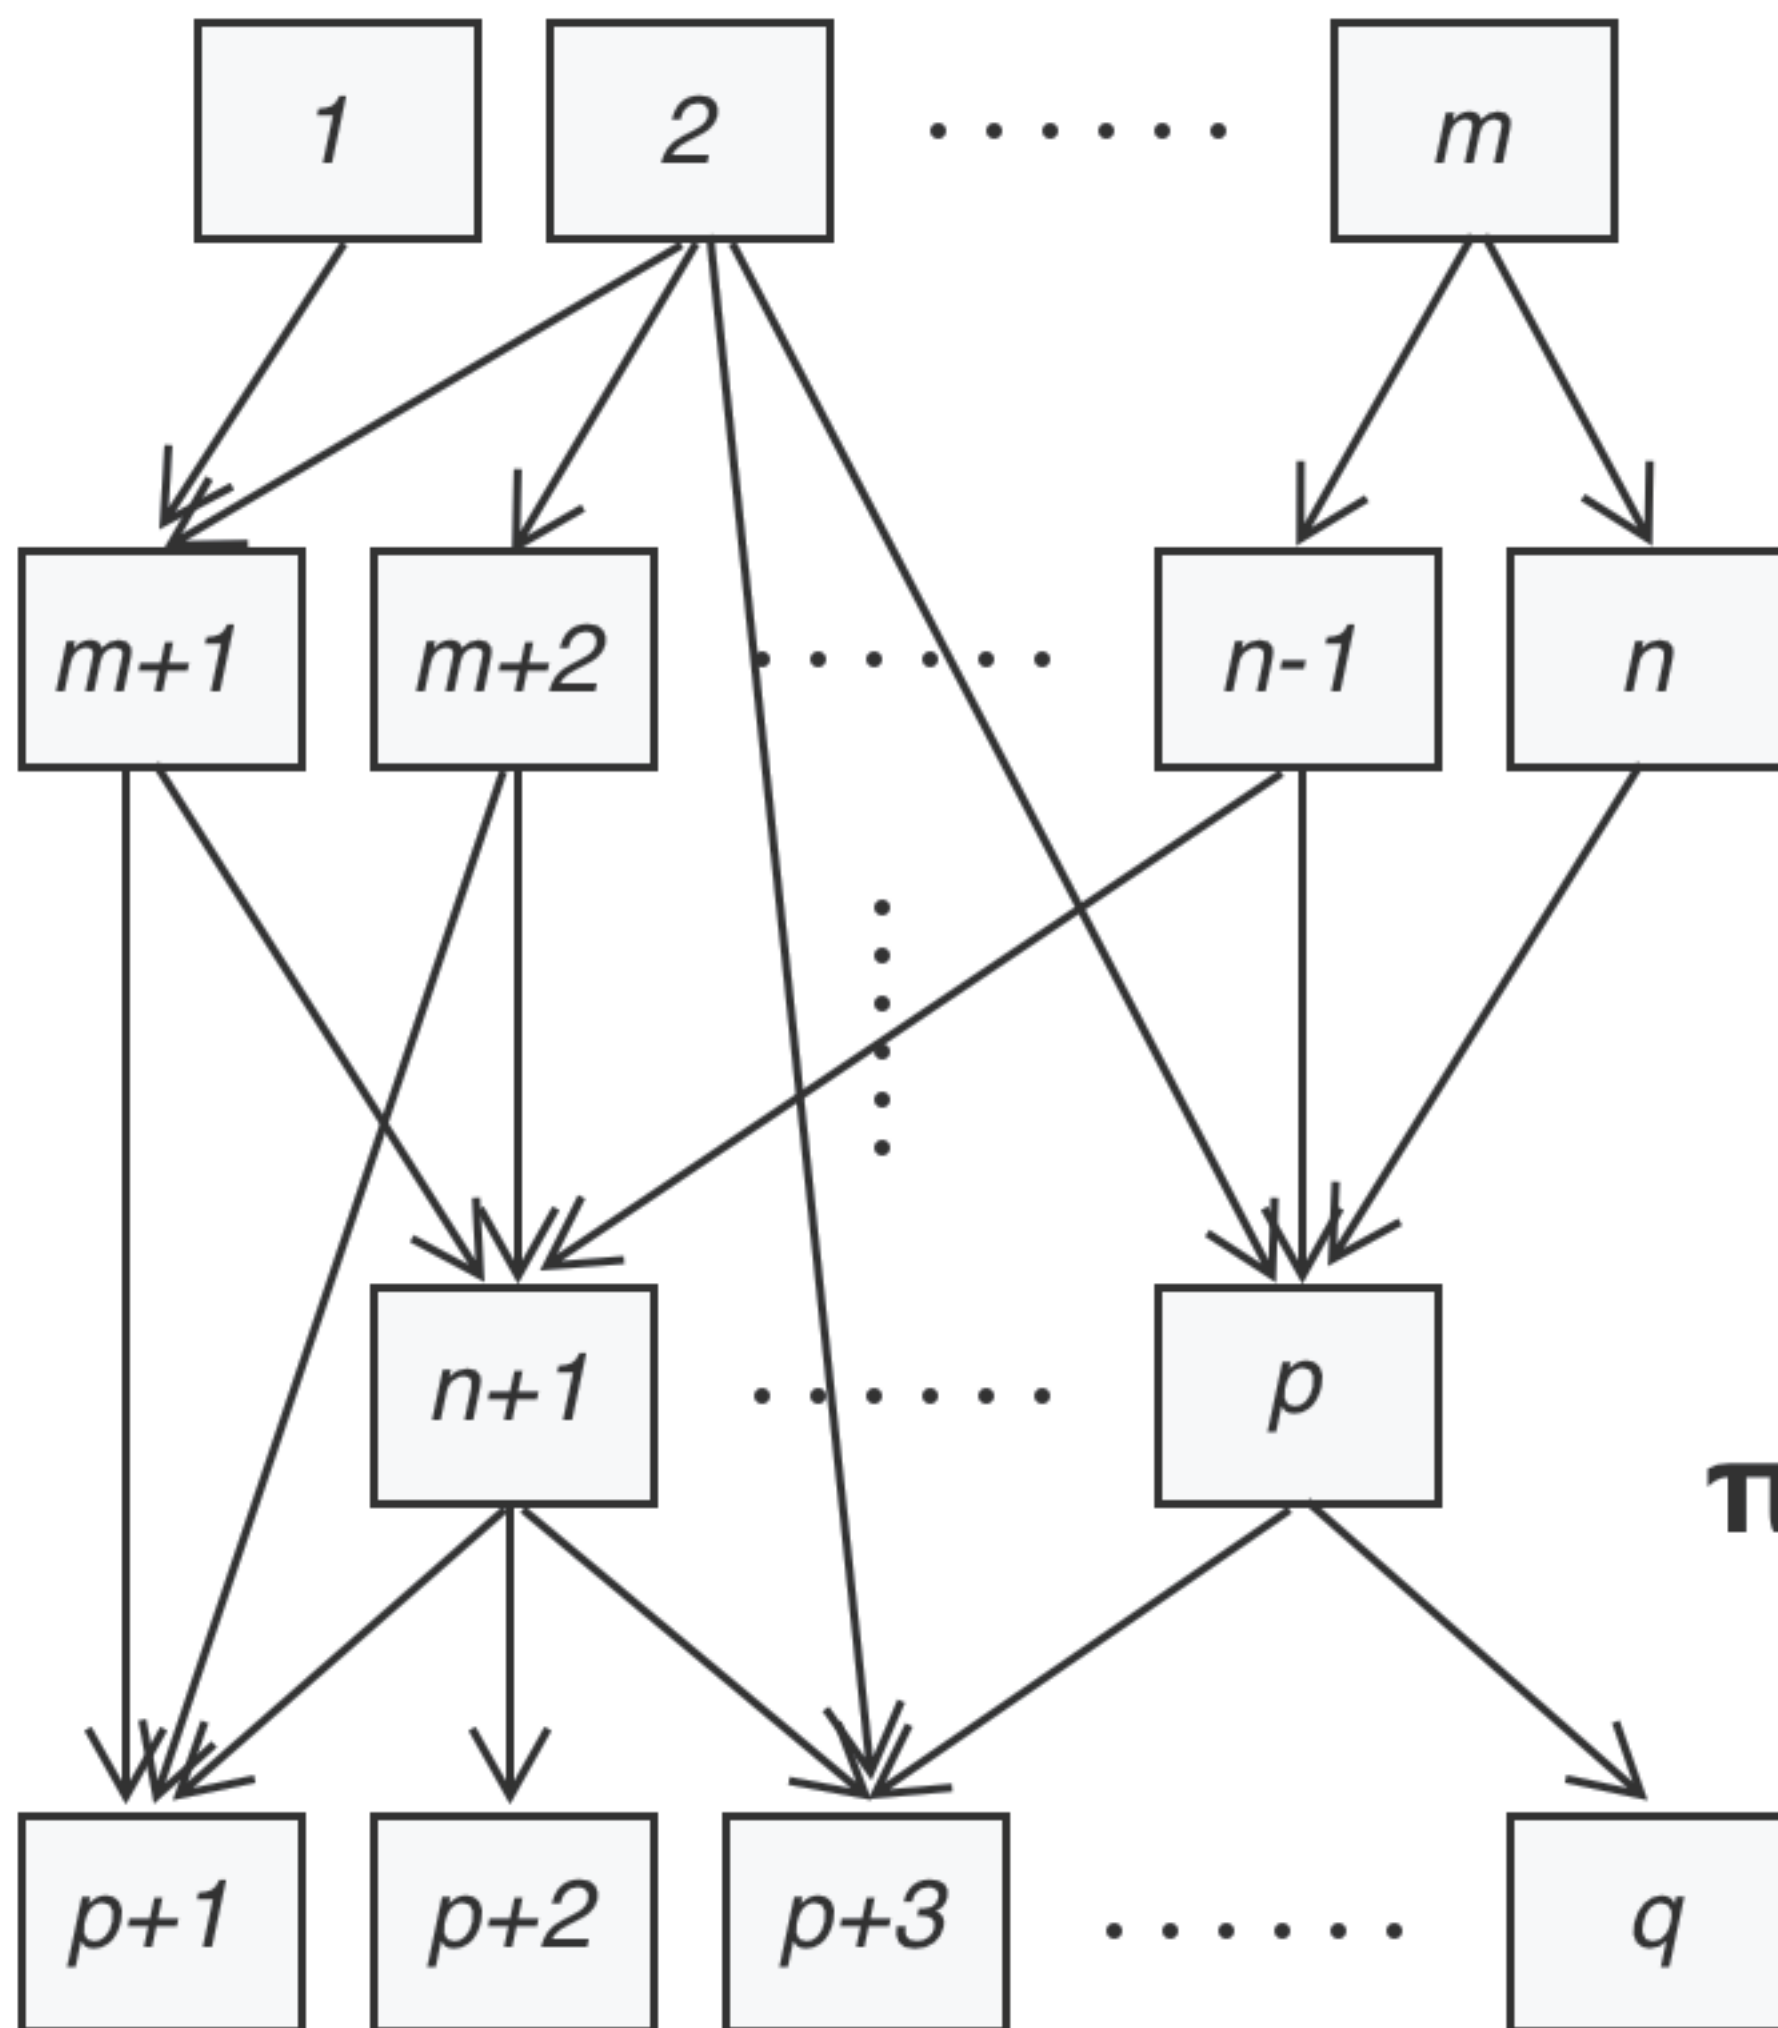 1 2 ...... m
m+1 m+2 ...... n-1 n
n+1 ...... p
π
p+1 p+2 p+3 ...... q